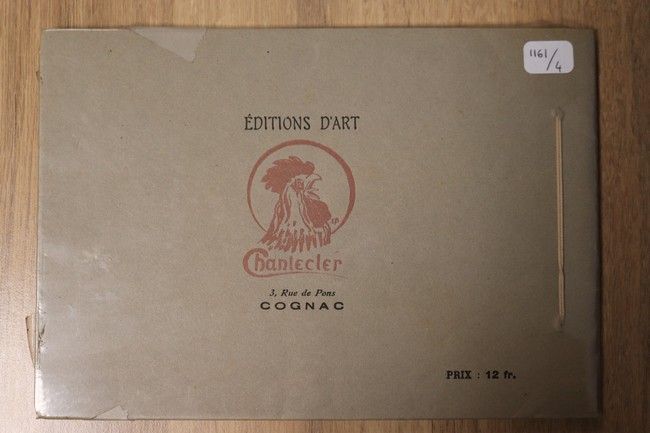 1161/4
ÉDITIONS D'ART
Chantecler
3, Rue de Pons
COGNAC
PRIX : 12 fr.